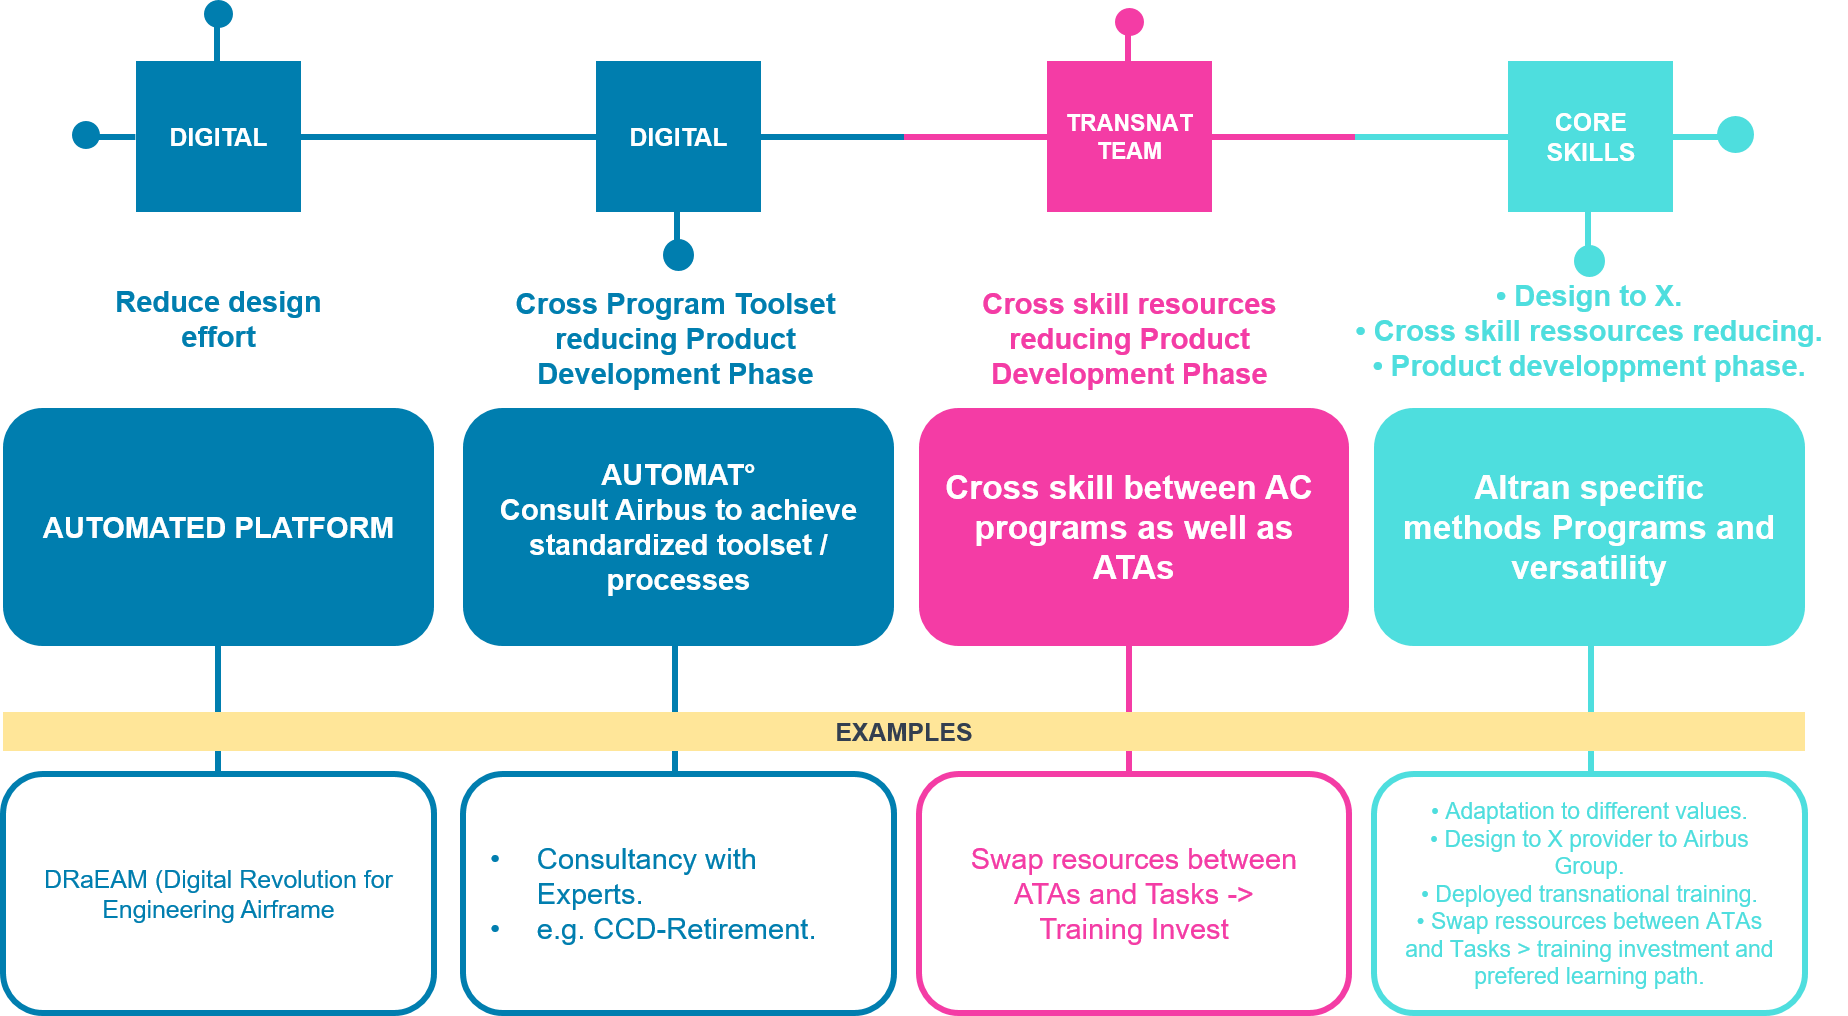 DIGITAL
DIGITAL
TRANSNAT
TEAM
CORE
SKILLS
Reduce design
effort
Cross Program Toolset
reducing Product
Development Phase
Cross skill resources
reducing Product
Development Phase
• Design to X.
• Cross skill ressources reducing.
• Product developpment phase.
AUTOMATED PLATFORM
AUTOMAT°
Consult Airbus to achieve
standardized toolset /
processes
Cross skill between AC
programs as well as
ATAs
Altran specific
methods Programs and
versatility
EXAMPLES
DRaEAM (Digital Revolution for
Engineering Airframe
• Consultancy with
Experts.
• e.g. CCD-Retirement.
Swap resources between
ATAs and Tasks ->
Training Invest
• Adaptation to different values.
• Design to X provider to Airbus
Group.
• Deployed transnational training.
• Swap ressources between ATAs
and Tasks > training investment and
prefered learning path.